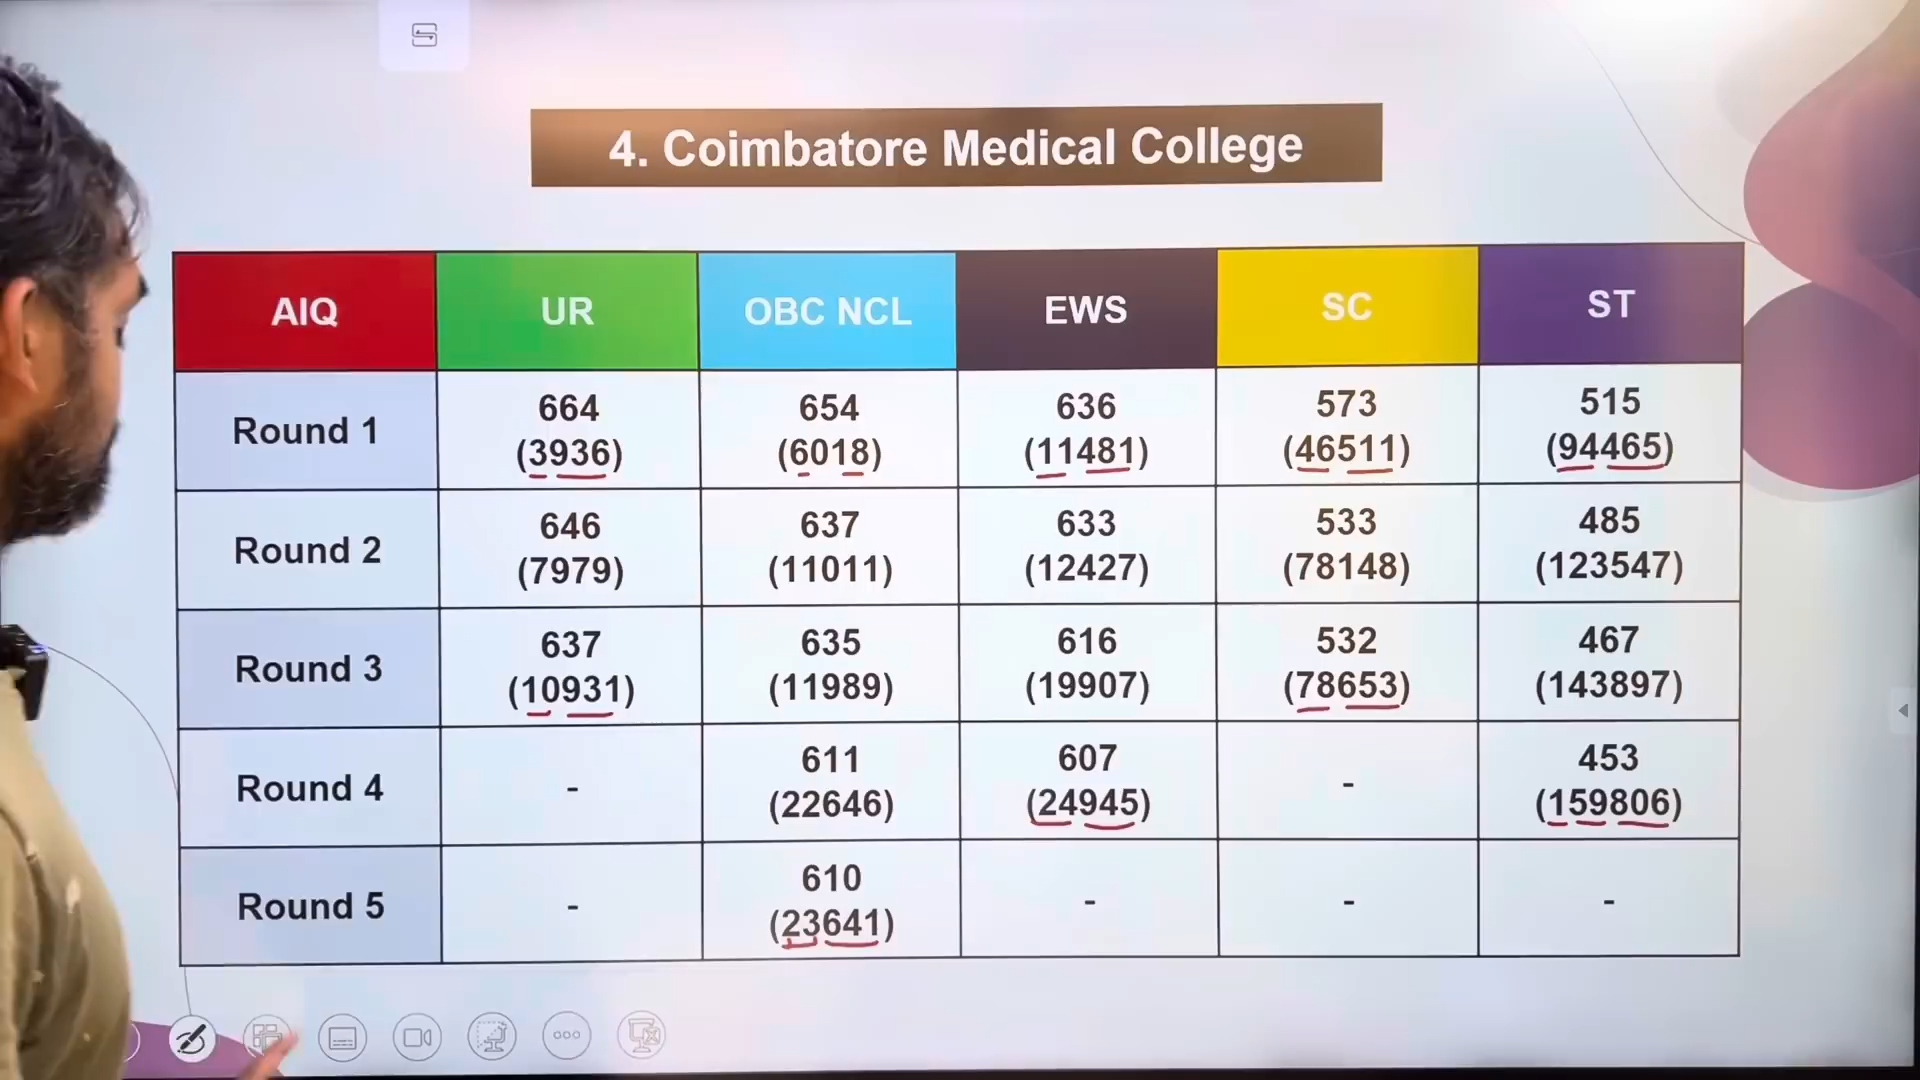 4. Coimbatore Medical College
AIQ UR OBC NCL EWS SC ST
Round 1 664 654 636 573 515
(3936) (6018) (11481) (46511) (94465)
Round 2 646 637 633 533 485
(7979) (11011) (12427) (78148) (123547)
Round 3 637 635 616 532 467
(10931) (11989) (19907) (78653) (143897)
Round 4 - 611 607 - 453
(22646) (24945) (159806)
Round 5 - 610 - - -
(23641)